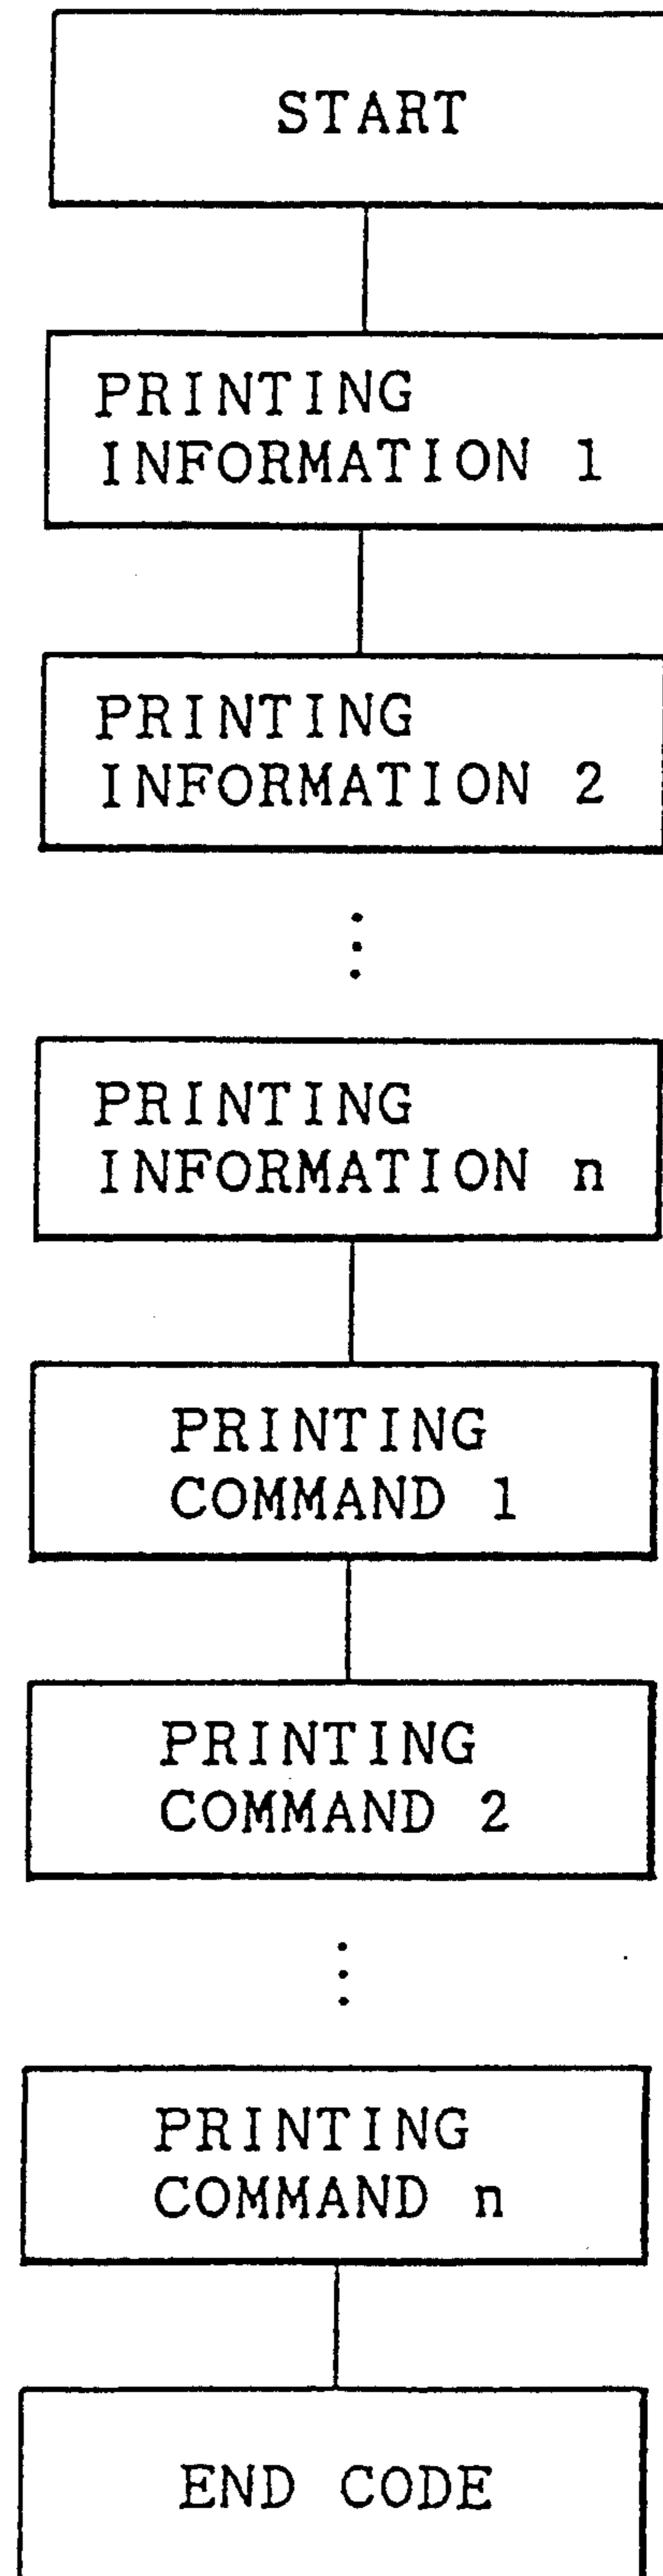 START
PRINTING
INFORMATION 1
PRINTING
INFORMATION 2
PRINTING
INFORMATION n
PRINTING
COMMAND 1
PRINTING
COMMAND 2
PRINTING
COMMAND n
END CODE